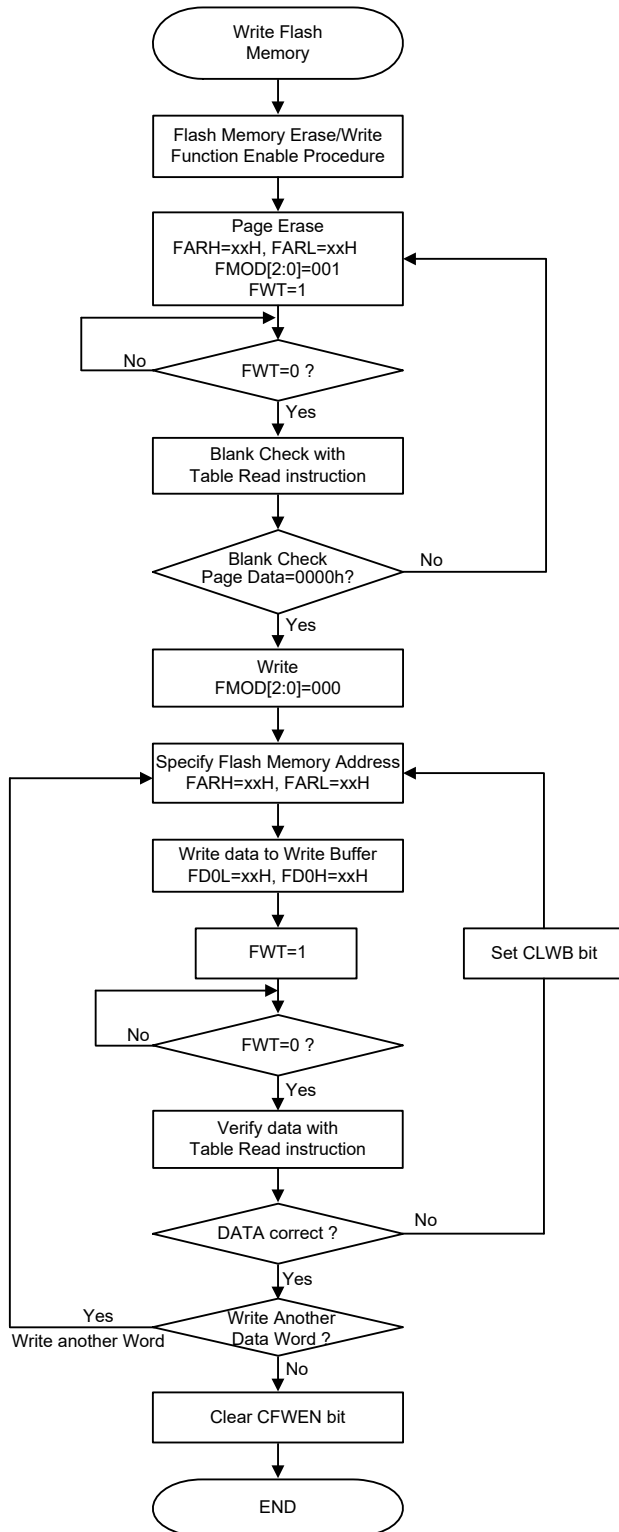 Write Flash
Memory
Flash Memory Erase/Write
Function Enable Procedure
Page Erase
FARH=xxH, FARL=xxH
FMOD[2:0]=001
FWT=1
No
FWT=0 ?
Yes
Blank Check with
Table Read instruction
Blank Check
Page Data=0000h?
No
Yes
Write
FMOD[2:0]=000
Specify Flash Memory Address
FARH=xxH, FARL=xxH
Write data to Write Buffer
FD0L=xxH, FD0H=xxH
FWT=1
Set CLWB bit
No
FWT=0 ?
Yes
Verify data with
Table Read instruction
DATA correct ?
No
Yes
Yes
Write another Word
Write Another
Data Word ?
No
Clear CFWEN bit
END